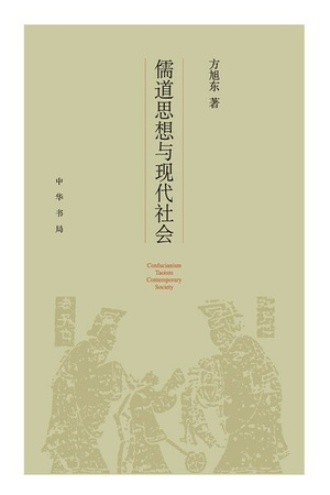 方旭东 著
儒道思想与现代社会
Confucianism
Taoism
Contemporary
Society
中华书局